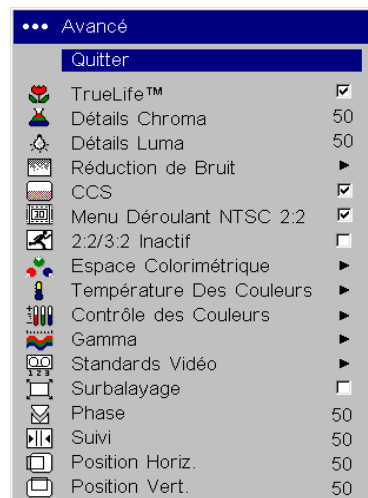 ••• Avancé
Quitter
TrueLife™
Détails Chroma 50
Détails Luma 50
Réduction de Bruit
CCS
Menu Déroulant NTSC 2:2
2:2/3:2 Inactif
Espace Colorimétrique
Température Des Couleurs
Contrôle des Couleurs
Gamma
Standards Vidéo
Surbalayage
Phase 50
Suivi 50
Position Horiz. 50
Position Vert. 50